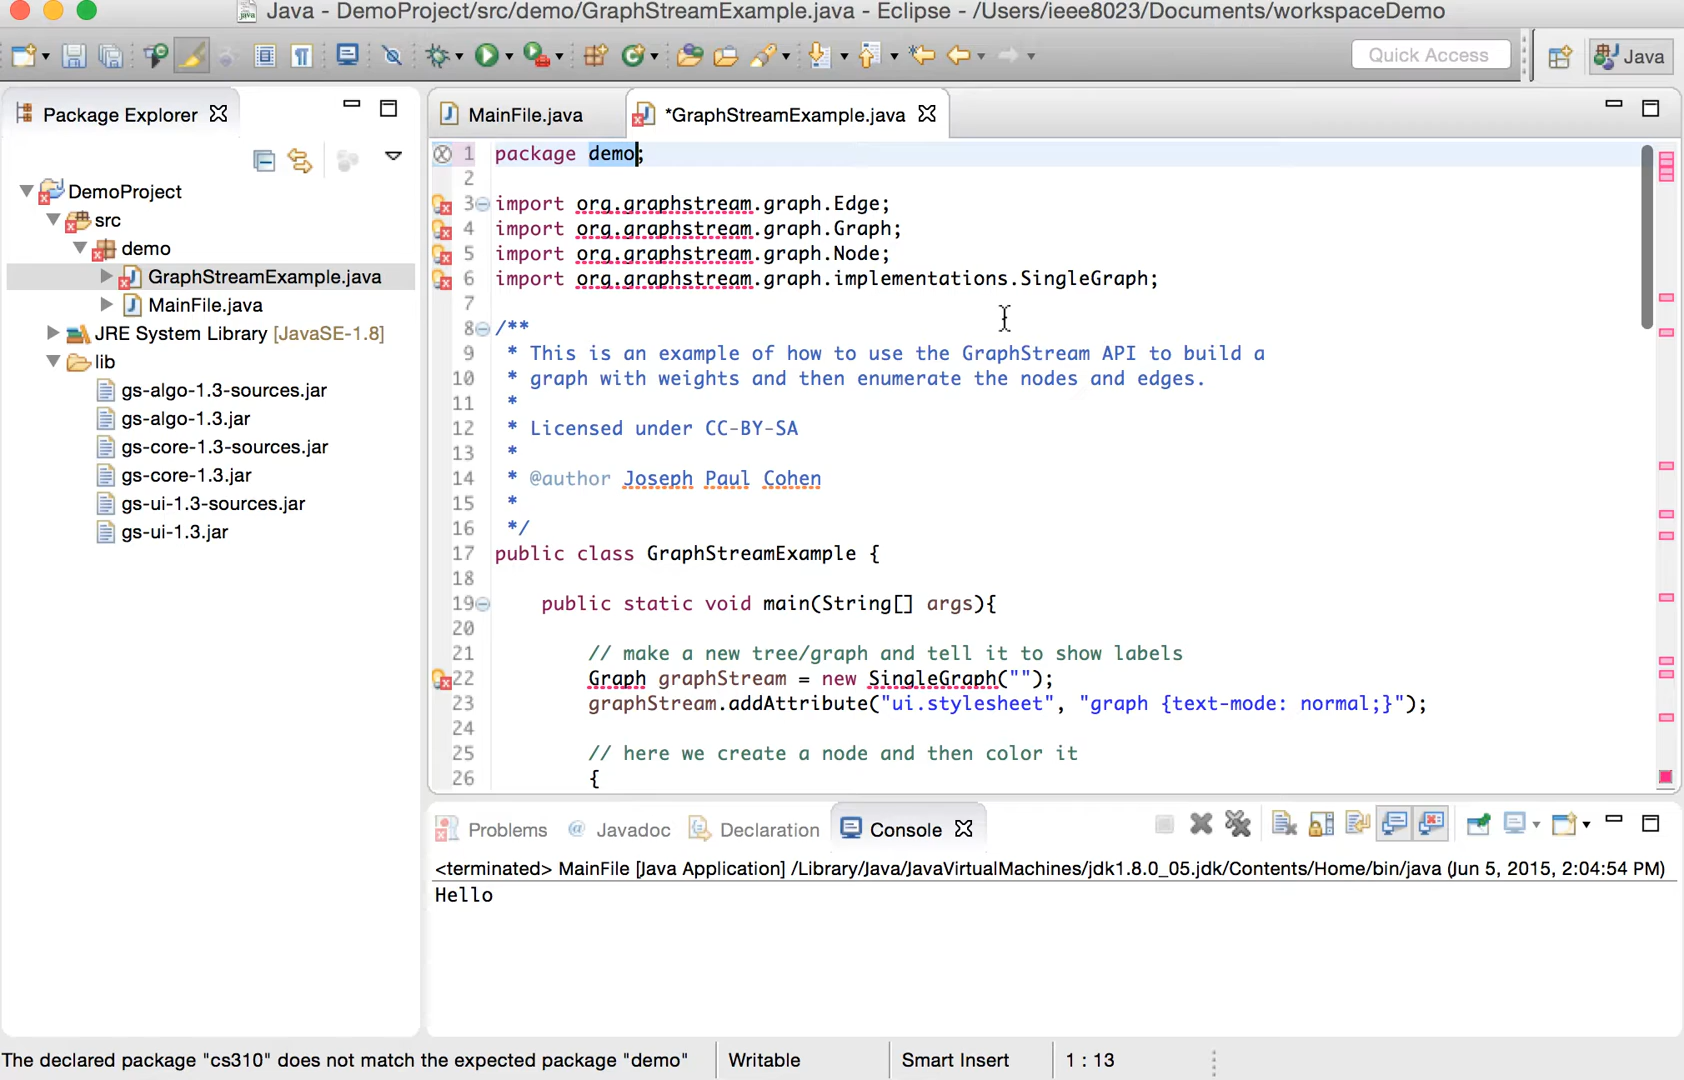 Java - DemoProject/src/demo/GraphStreamExample.java - Eclipse - /Users/ieee8023/Documents/workspaceDemo
Quick Access
Java
Package Explorer
DemoProject
src
demo
GraphStreamExample.java
MainFile.java
JRE System Library [JavaSE-1.8]
lib
gs-algo-1.3-sources.jar
gs-algo-1.3.jar
gs-core-1.3-sources.jar
gs-core-1.3.jar
gs-ui-1.3-sources.jar
gs-ui-1.3.jar
MainFile.java
*GraphStreamExample.java
1 package demo;
2
3 import org.graphstream.graph.Edge;
4 import org.graphstream.graph.Graph;
5 import org.graphstream.graph.Node;
6 import org.graphstream.graph.implementations.SingleGraph;
7
8 /**
9 * This is an example of how to use the GraphStream API to build a
10 * graph with weights and then enumerate the nodes and edges.
11 *
12 * Licensed under CC-BY-SA
13 *
14 * @author Joseph Paul Cohen
15 *
16 */
17 public class GraphStreamExample {
18
19 public static void main(String[] args){
20
21 // make a new tree/graph and tell it to show labels
22 Graph graphStream = new SingleGraph("");
23 graphStream.addAttribute("ui.stylesheet", "graph {text-mode: normal;}");
24
25 // here we create a node and then color it
26 {
Problems
@ Javadoc
Declaration
Console
<terminated> MainFile [Java Application] /Library/Java/JavaVirtualMachines/jdk1.8.0_05.jdk/Contents/Home/bin/java (Jun 5, 2015, 2:04:54 PM)
Hello
The declared package "cs310" does not match the expected package "demo"
Writable
Smart Insert
1 : 13